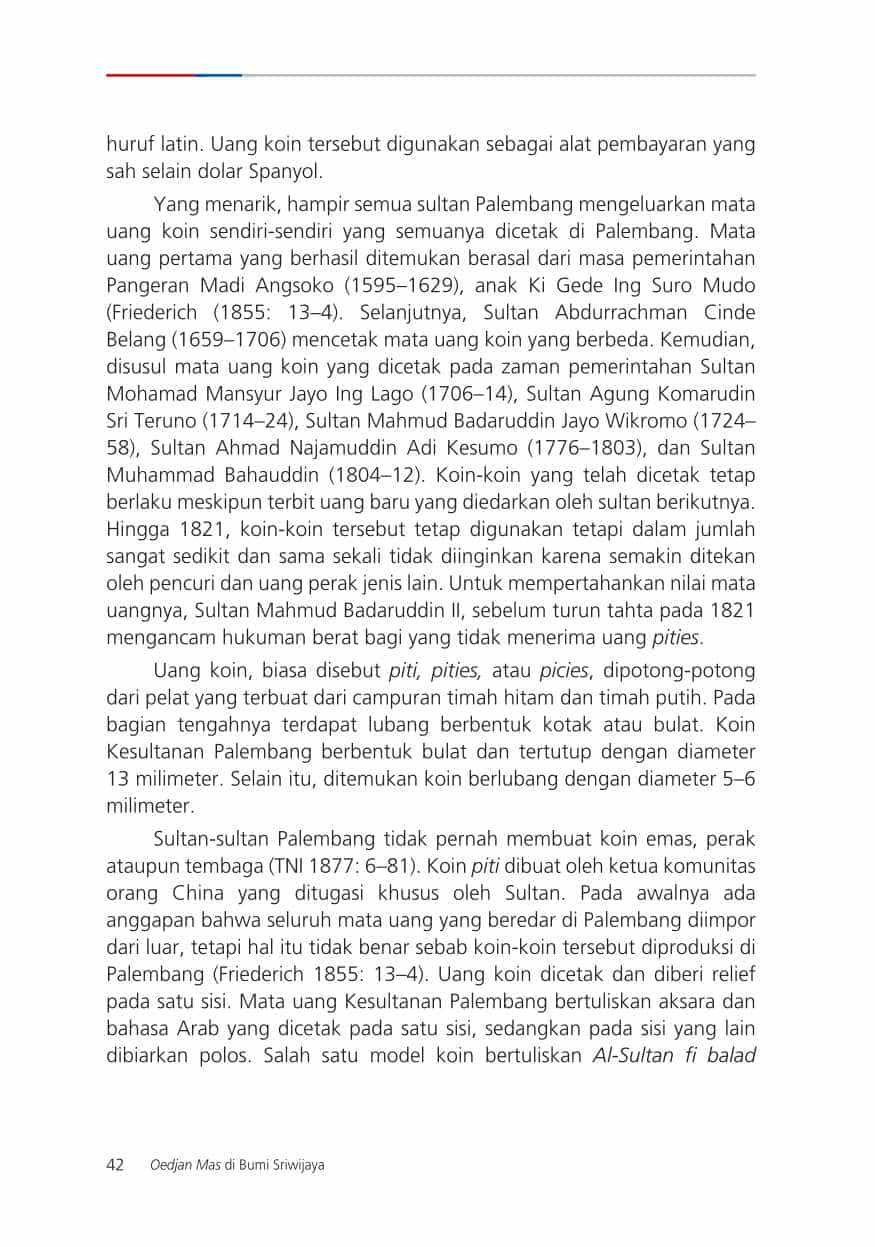 huruf latin. Uang koin tersebut digunakan sebagai alat pembayaran yang
sah selain dolar Spanyol.
Yang menarik, hampir semua sultan Palembang mengeluarkan mata
uang koin sendiri-sendiri yang semuanya dicetak di Palembang. Mata
uang pertama yang berhasil ditemukan berasal dari masa pemerintahan
Pangeran Madi Angsoko (1595–1629), anak Ki Gede Ing Suro Mudo
(Friederich (1855: 13–4). Selanjutnya, Sultan Abdurrachman Cinde
Belang (1659–1706) mencetak mata uang koin yang berbeda. Kemudian,
disusul mata uang koin yang dicetak pada zaman pemerintahan Sultan
Mohamad Mansyur Jayo Ing Lago (1706–14), Sultan Agung Komarudin
Sri Teruno (1714–24), Sultan Mahmud Badaruddin Jayo Wikromo (1724–
58), Sultan Ahmad Najamuddin Adi Kesumo (1776–1803), dan Sultan
Muhammad Bahauddin (1804–12). Koin-koin yang telah dicetak tetap
berlaku meskipun terbit uang baru yang diedarkan oleh sultan berikutnya.
Hingga 1821, koin-koin tersebut tetap digunakan tetapi dalam jumlah
sangat sedikit dan sama sekali tidak diinginkan karena semakin ditekan
oleh pencuri dan uang perak jenis lain. Untuk mempertahankan nilai mata
uangnya, Sultan Mahmud Badaruddin II, sebelum turun tahta pada 1821
mengancam hukuman berat bagi yang tidak menerima uang pities.
Uang koin, biasa disebut piti, pities, atau picies, dipotong-potong
dari pelat yang terbuat dari campuran timah hitam dan timah putih. Pada
bagian tengahnya terdapat lubang berbentuk kotak atau bulat. Koin
Kesultanan Palembang berbentuk bulat dan tertutup dengan diameter
13 milimeter. Selain itu, ditemukan koin berlubang dengan diameter 5–6
milimeter.
Sultan-sultan Palembang tidak pernah membuat koin emas, perak
ataupun tembaga (TNI 1877: 6–81). Koin piti dibuat oleh ketua komunitas
orang China yang ditugasi khusus oleh Sultan. Pada awalnya ada
anggapan bahwa seluruh mata uang yang beredar di Palembang diimpor
dari luar, tetapi hal itu tidak benar sebab koin-koin tersebut diproduksi di
Palembang (Friederich 1855: 13–4). Uang koin dicetak dan diberi relief
pada satu sisi. Mata uang Kesultanan Palembang bertuliskan aksara dan
bahasa Arab yang dicetak pada satu sisi, sedangkan pada sisi yang lain
dibiarkan polos. Salah satu model koin bertuliskan Al-Sultan fi balad
42 Oedjan Mas di Bumi Sriwijaya